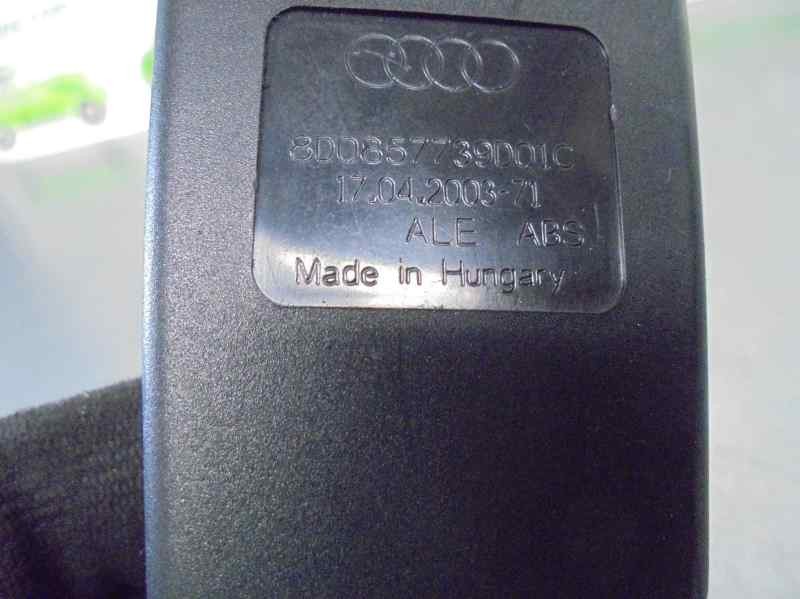 8D0857739D01C
17.04.2003-71
ALE ABS
Made in Hungary